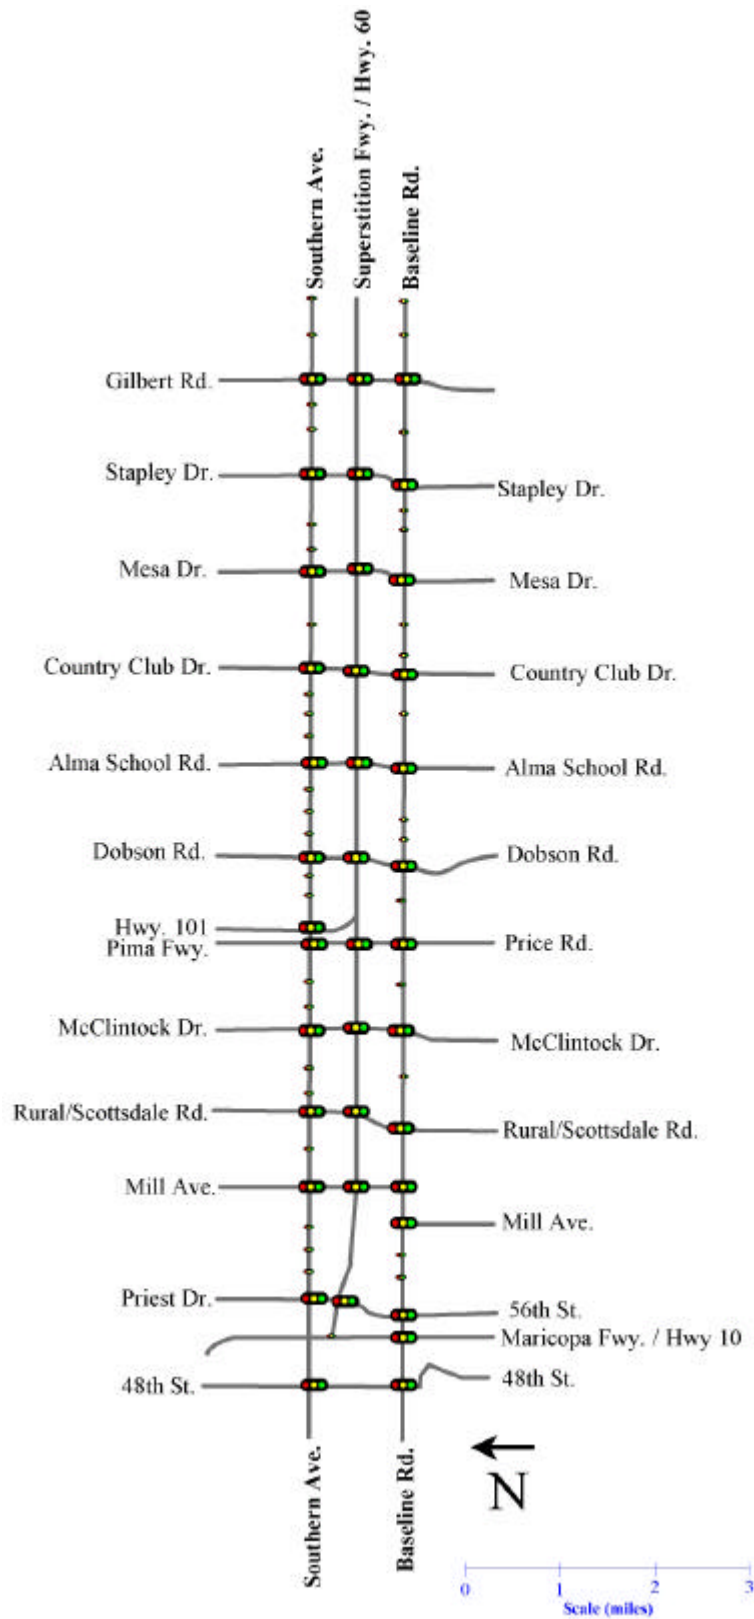 Southern Ave.
Superstition Fwy. / Hwy. 60
Baseline Rd.
Gilbert Rd.
Stapley Dr.
Stapley Dr.
Mesa Dr.
Mesa Dr.
Country Club Dr.
Country Club Dr.
Alma School Rd.
Alma School Rd.
Dobson Rd.
Dobson Rd.
Hwy. 101
Pima Fwy.
Price Rd.
McClintock Dr.
McClintock Dr.
Rural/Scottsdale Rd.
Rural/Scottsdale Rd.
Mill Ave.
Mill Ave.
Priest Dr.
56th St.
Maricopa Fwy. / Hwy 10
48th St.
48th St.
Southern Ave.
Baseline Rd.
N
0 1 2 3
Scale (miles)